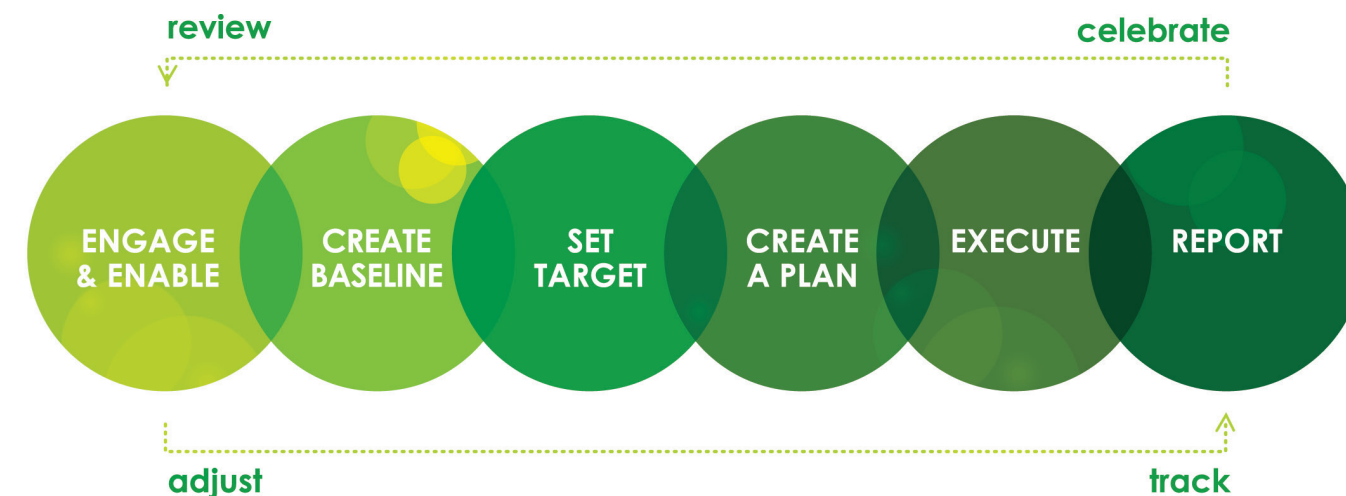 review
celebrate
ENGAGE
& ENABLE
CREATE
BASELINE
SET
TARGET
CREATE
A PLAN
EXECUTE
REPORT
adjust
track